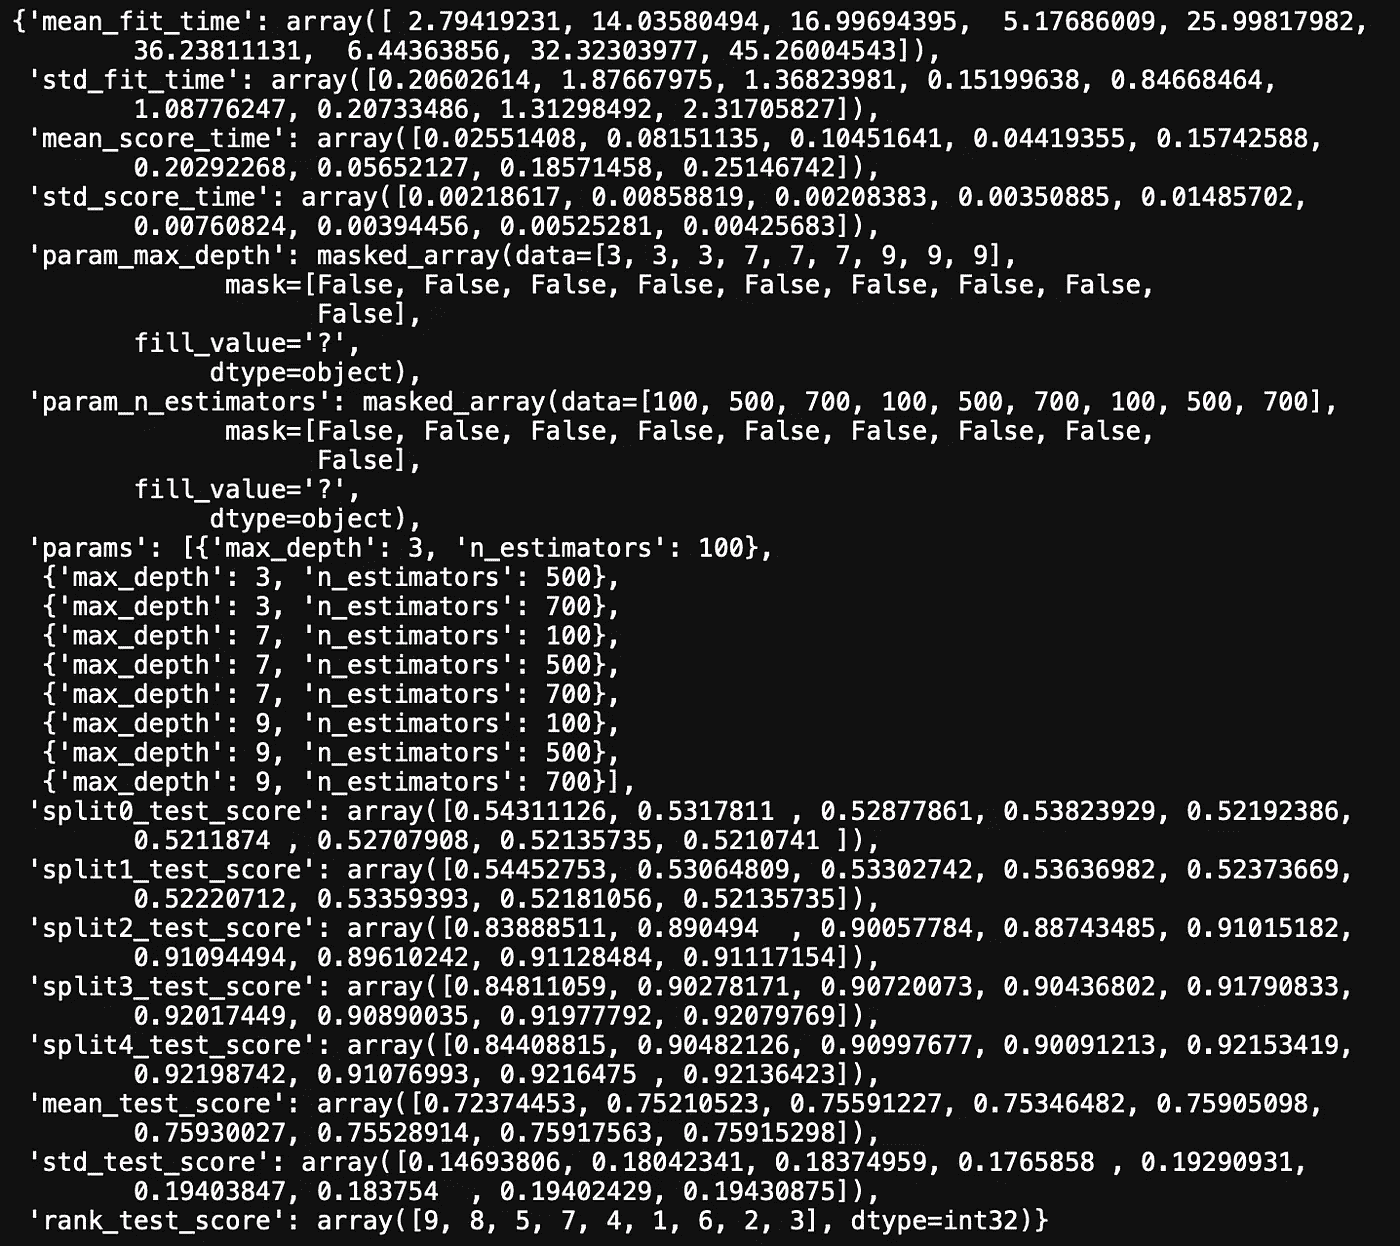 {'mean_fit_time': array([ 2.79419231, 14.03580494, 16.99694395,  5.17686009, 25.99817982,
        36.23811131,  6.44363856, 32.32303977, 45.26004543]),
 'std_fit_time': array([0.20602614, 1.87667975, 1.36823981, 0.15199638, 0.84668464,
        1.08776247, 0.20733486, 1.31298492, 2.31705827]),
 'mean_score_time': array([0.02551408, 0.08151135, 0.10451641, 0.04419355, 0.15742588,
        0.20292268, 0.05652127, 0.18571458, 0.25146742]),
 'std_score_time': array([0.00218617, 0.00858819, 0.00208383, 0.00350885, 0.01485702,
        0.00760824, 0.00394456, 0.00525281, 0.00425683]),
 'param_max_depth': masked_array(data=[3, 3, 3, 7, 7, 7, 9, 9, 9],
              mask=[False, False, False, False, False, False, False, False,
                    False],
        fill_value='?',
             dtype=object),
 'param_n_estimators': masked_array(data=[100, 500, 700, 100, 500, 700, 100, 500, 700],
              mask=[False, False, False, False, False, False, False, False,
                    False],
        fill_value='?',
             dtype=object),
 'params': [{'max_depth': 3, 'n_estimators': 100},
  {'max_depth': 3, 'n_estimators': 500},
  {'max_depth': 3, 'n_estimators': 700},
  {'max_depth': 7, 'n_estimators': 100},
  {'max_depth': 7, 'n_estimators': 500},
  {'max_depth': 7, 'n_estimators': 700},
  {'max_depth': 9, 'n_estimators': 100},
  {'max_depth': 9, 'n_estimators': 500},
  {'max_depth': 9, 'n_estimators': 700}],
 'split0_test_score': array([0.54311126, 0.5317811 , 0.52877861, 0.53823929, 0.52192386,
        0.5211874 , 0.52707908, 0.52135735, 0.5210741 ]),
 'split1_test_score': array([0.54452753, 0.53064809, 0.53302742, 0.53636982, 0.52373669,
        0.52220712, 0.53359393, 0.52181056, 0.52135735]),
 'split2_test_score': array([0.83888511, 0.890494  , 0.90057784, 0.88743485, 0.91015182,
        0.91094494, 0.89610242, 0.91128484, 0.91117154]),
 'split3_test_score': array([0.84811059, 0.90278171, 0.90720073, 0.90436802, 0.91790833,
        0.92017449, 0.90890035, 0.91977792, 0.92079769]),
 'split4_test_score': array([0.84408815, 0.90482126, 0.90997677, 0.90091213, 0.92153419,
        0.92198742, 0.91076993, 0.9216475 , 0.92136423]),
 'mean_test_score': array([0.72374453, 0.75210523, 0.75591227, 0.75346482, 0.75905098,
        0.75930027, 0.75528914, 0.75917563, 0.75915298]),
 'std_test_score': array([0.14693806, 0.18042341, 0.18374959, 0.1765858 , 0.19290931,
        0.19403847, 0.183754  , 0.19402429, 0.19430875]),
 'rank_test_score': array([9, 8, 5, 7, 4, 1, 6, 2, 3], dtype=int32)}